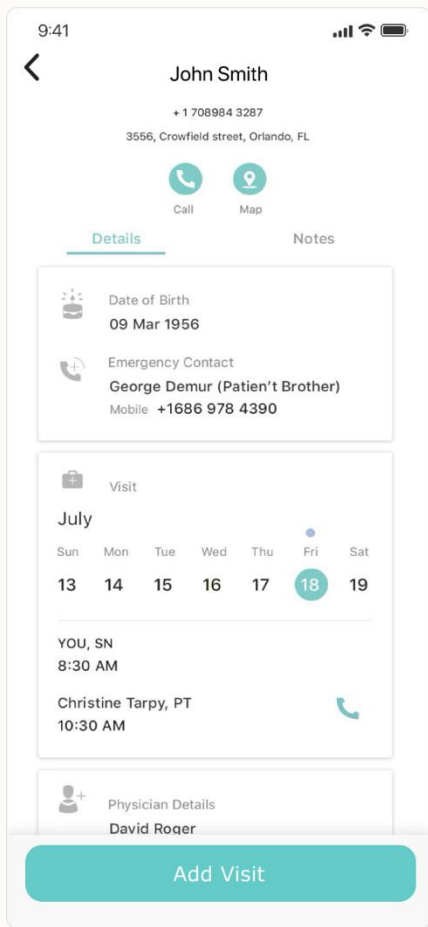 9:41
John Smith
+ 1 708984 3287
3556, Crowfield street, Orlando, FL
Call Map
Details Notes
Date of Birth
09 Mar 1956
Emergency Contact
George Demur (Patien't Brother)
Mobile +1686 978 4390
Visit
July
Sun Mon Tue Wed Thu Fri Sat
13 14 15 16 17 18 19
YOU, SN
8:30 AM
Christine Tarpy, PT
10:30 AM
Physician Details
David Roger
Add Visit